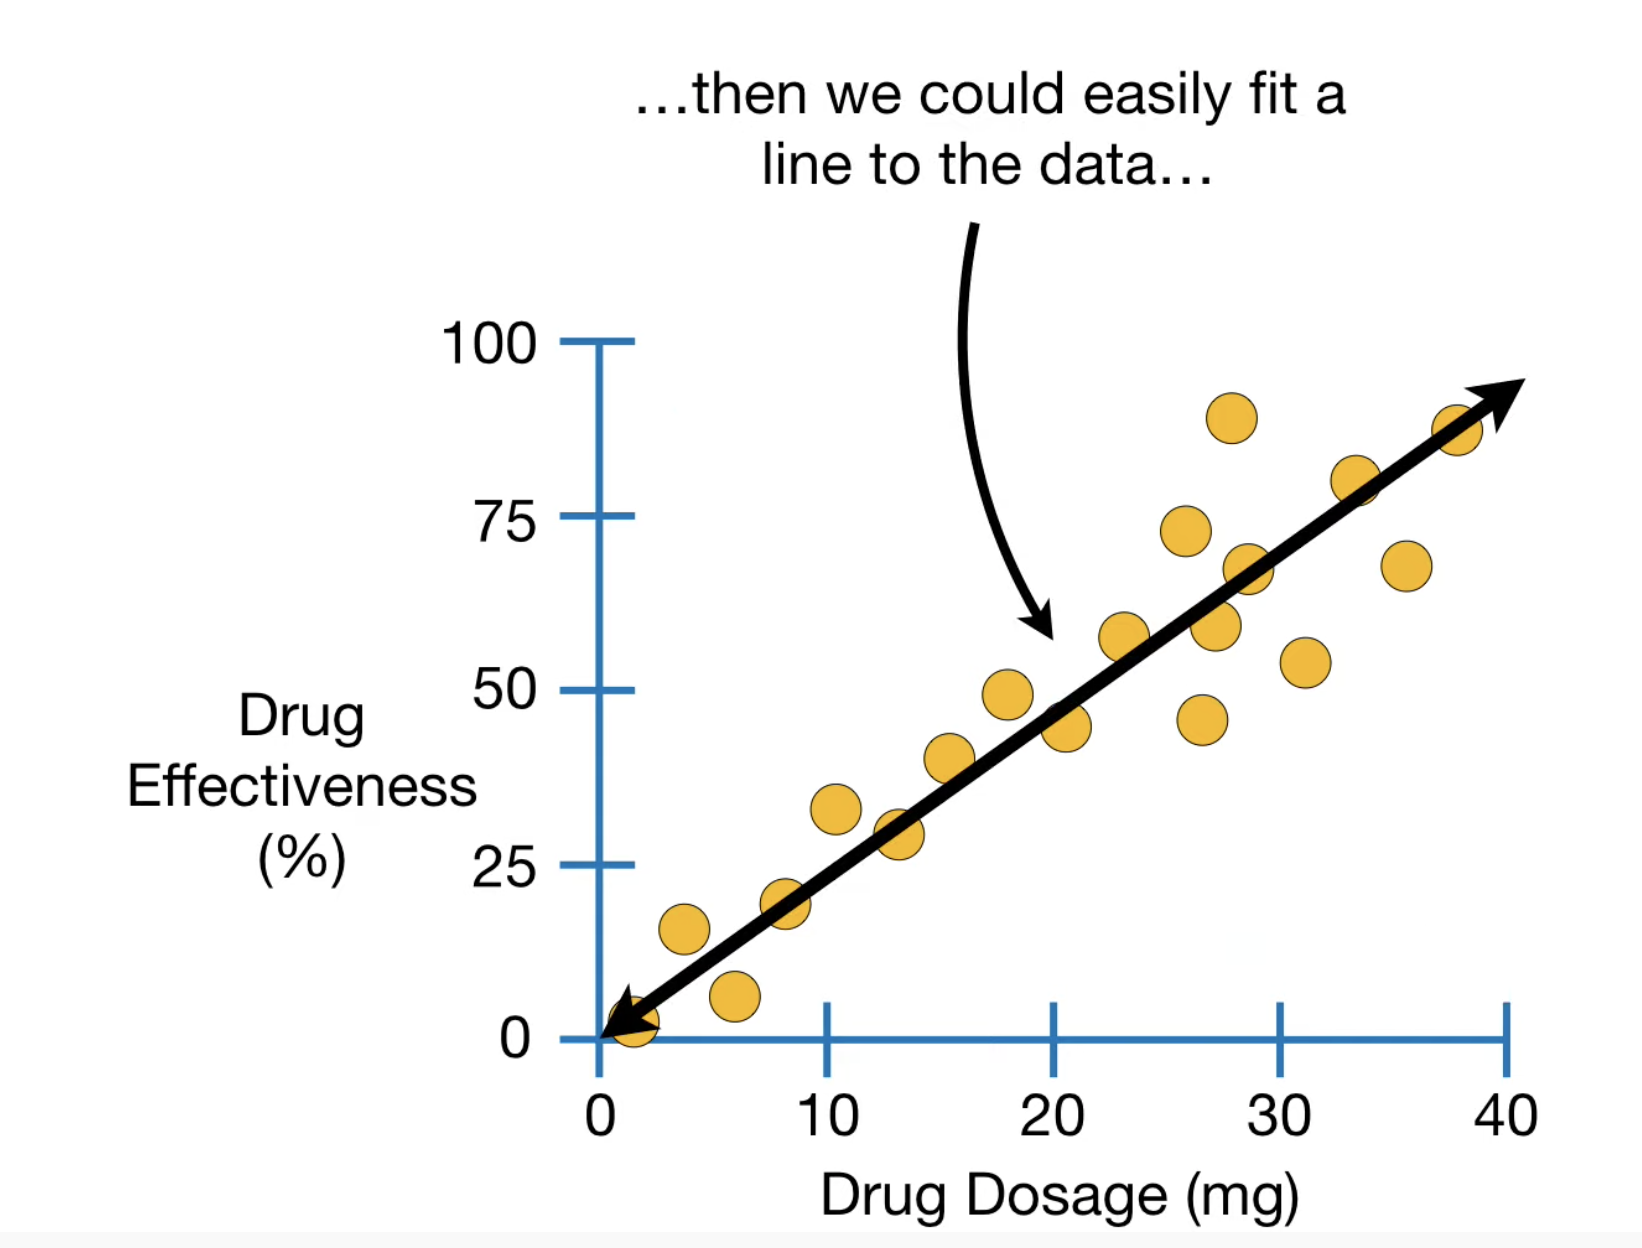 …then we could easily fit a
line to the data…
100
75
50
25
0
Drug
Effectiveness
(%)
0 10 20 30 40
Drug Dosage (mg)